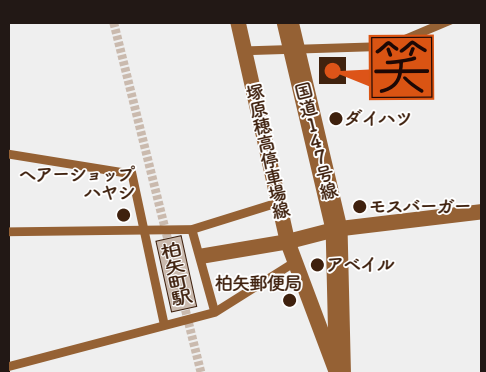 笑
塚原穂高停車場線
国道147号線
ダイハツ
ヘアーショップ
ハヤシ
モスバーガー
柏矢町駅
アベイル
柏矢郵便局